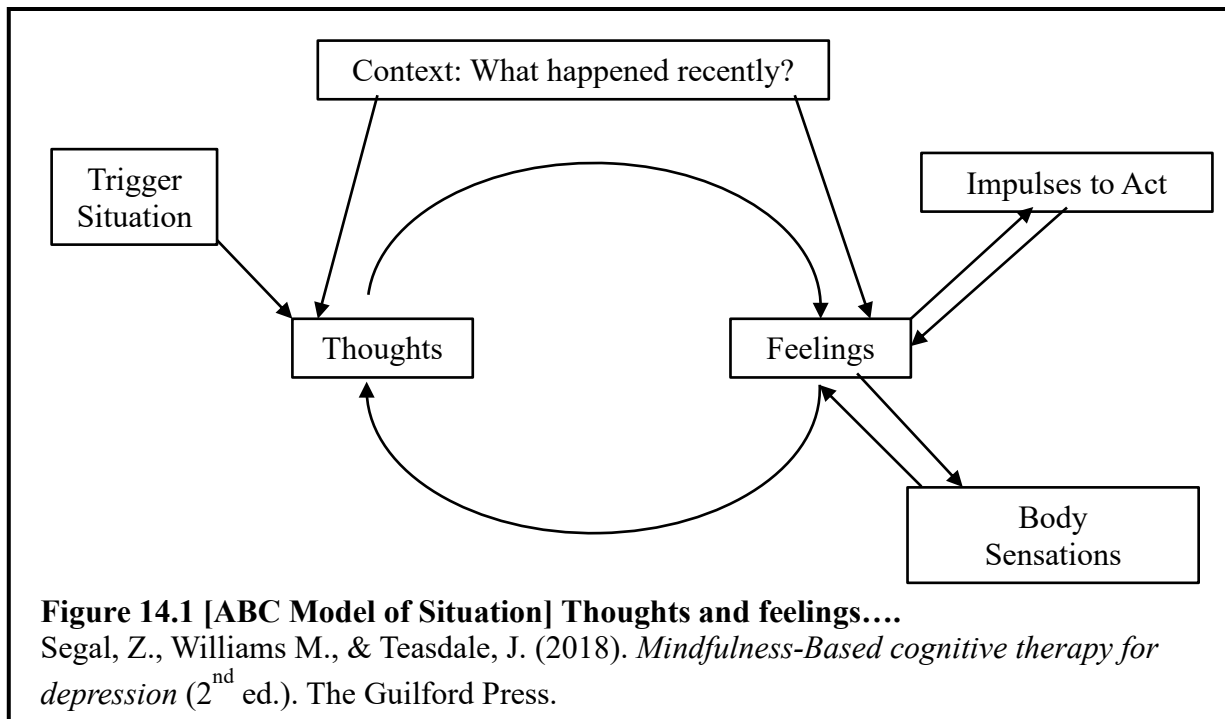 Context: What happened recently?
Trigger
Situation
Impulses to Act
Thoughts
Feelings
Body
Sensations
Figure 14.1 [ABC Model of Situation] Thoughts and feelings….
Segal, Z., Williams M., & Teasdale, J. (2018). Mindfulness-Based cognitive therapy for
depression (2nd ed.). The Guilford Press.